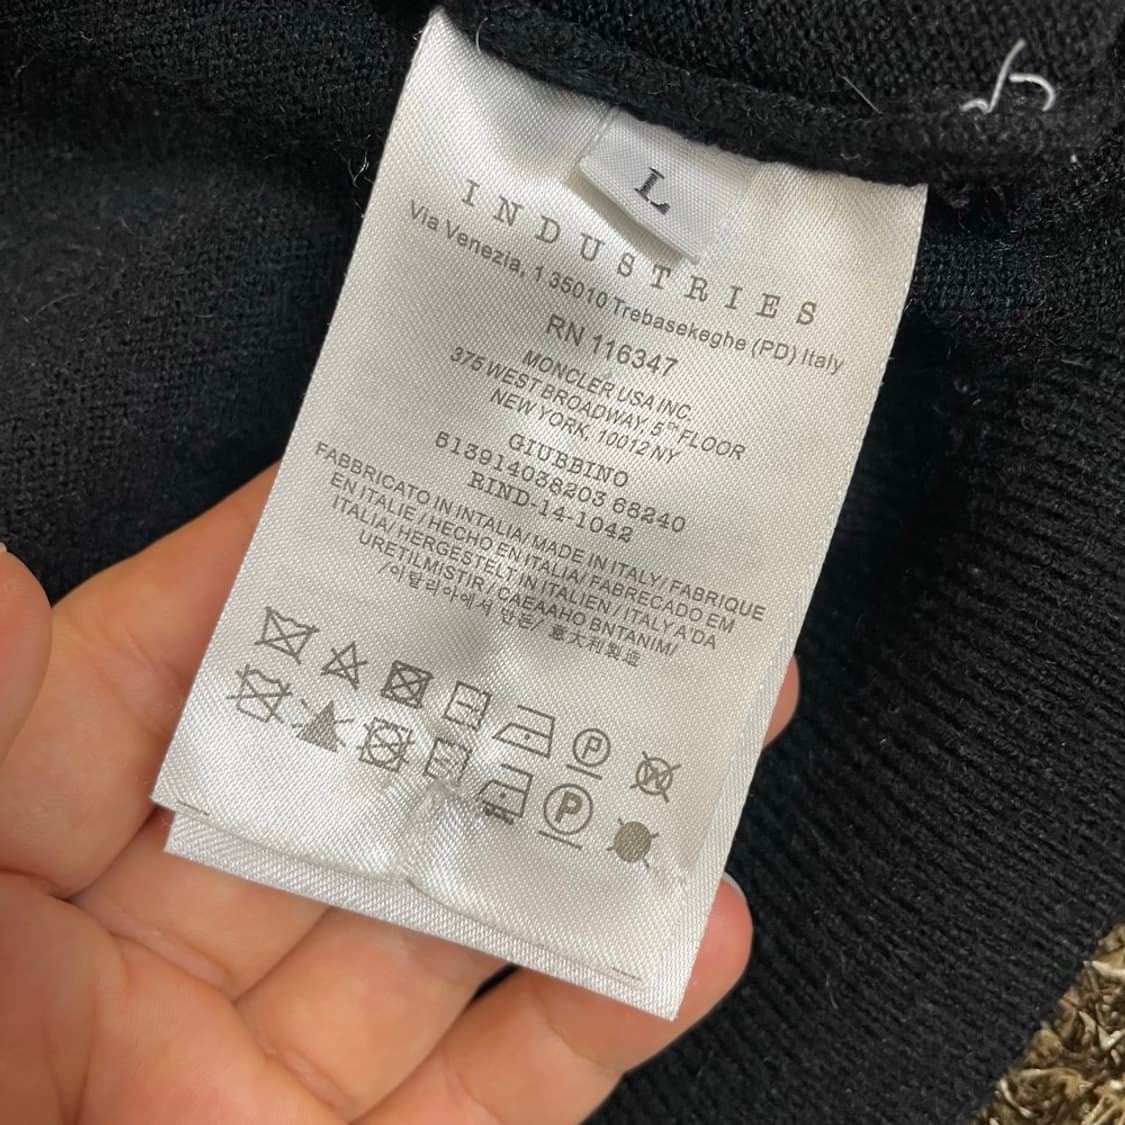 L
INDUSTRIES
Via Venezia, 1 35010 Trebasekeghe (PD) Italy
RN 116347
MONCLER USA INC.
375 WEST BROADWAY, 5th FLOOR
NEW YORK, 10012 NY
GIUBBINO
61391403820368240
RIND-14-1042
FABBRICATO IN INTALIA/ MADE IN ITALY/ FABRIQUE
EN ITALIE / HECHO EN ITALIA/ FABRECADO EM
ITALIA/ HERGESTELT IN ITALIEN / ITALY A'DA
URETILMISTIR/ CAEAAHO BNTANIM/
/이탈리아에서 만든/ 意大利製造
P
W
P